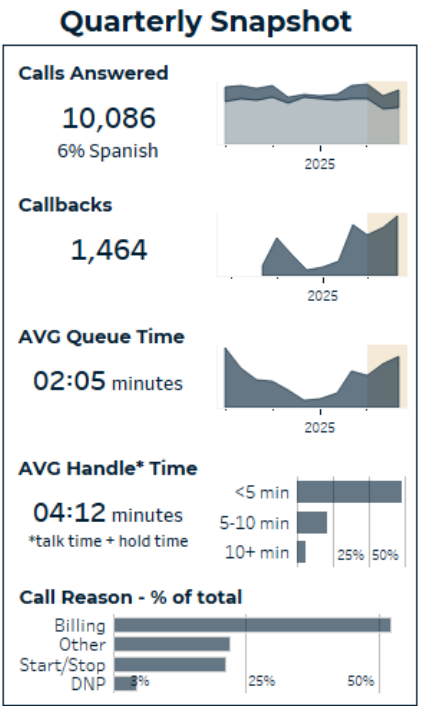 Quarterly Snapshot
Calls Answered
10,086
6% Spanish
2025
Callbacks
1,464
2025
AVG Queue Time
02:05 minutes
2025
AVG Handle* Time
04:12 minutes
*talk time + hold time
<5 min
5-10 min
10+ min
25% 50%
Call Reason - % of total
Billing
Other
Start/Stop
DNP
3% 25% 50%